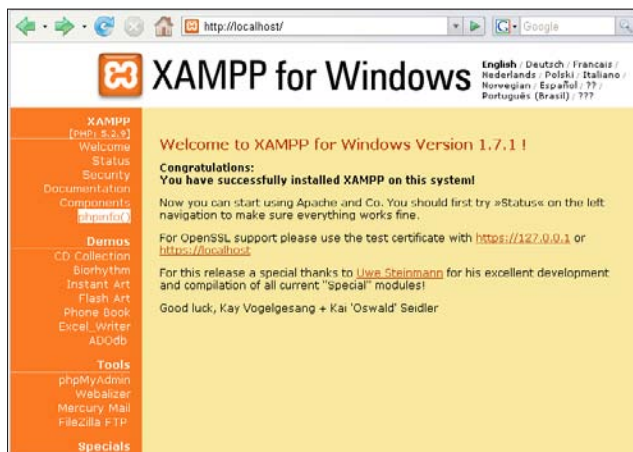 http://localhost/
Google
XAMPP for Windows
English / Deutsch / Francais /
Nederlands / Polski / Italiano /
Norwegian / Español / ?? /
Português (Brasil) / ???
XAMPP
[PHP: 5.2.9]
Welcome
Status
Security
Documentation
Components
phpinfo()
Demos
CD Collection
Biorhythm
Instant Art
Flash Art
Phone Book
Excel_Writer
ADOdb
Tools
phpMyAdmin
Webalizer
Mercury Mail
FileZilla FTP
Specials
Welcome to XAMPP for Windows Version 1.7.1 !
Congratulations:
You have successfully installed XAMPP on this system!
Now you can start using Apache and Co. You should first try »Status« on the left
navigation to make sure everything works fine.
For OpenSSL support please use the test certificate with https://127.0.0.1 or
https://localhost
For this release a special thanks to Uwe Steinmann for his excellent development
and compilation of all current "Special" modules!
Good luck, Kay Vogelgesang + Kai 'Oswald' Seidler